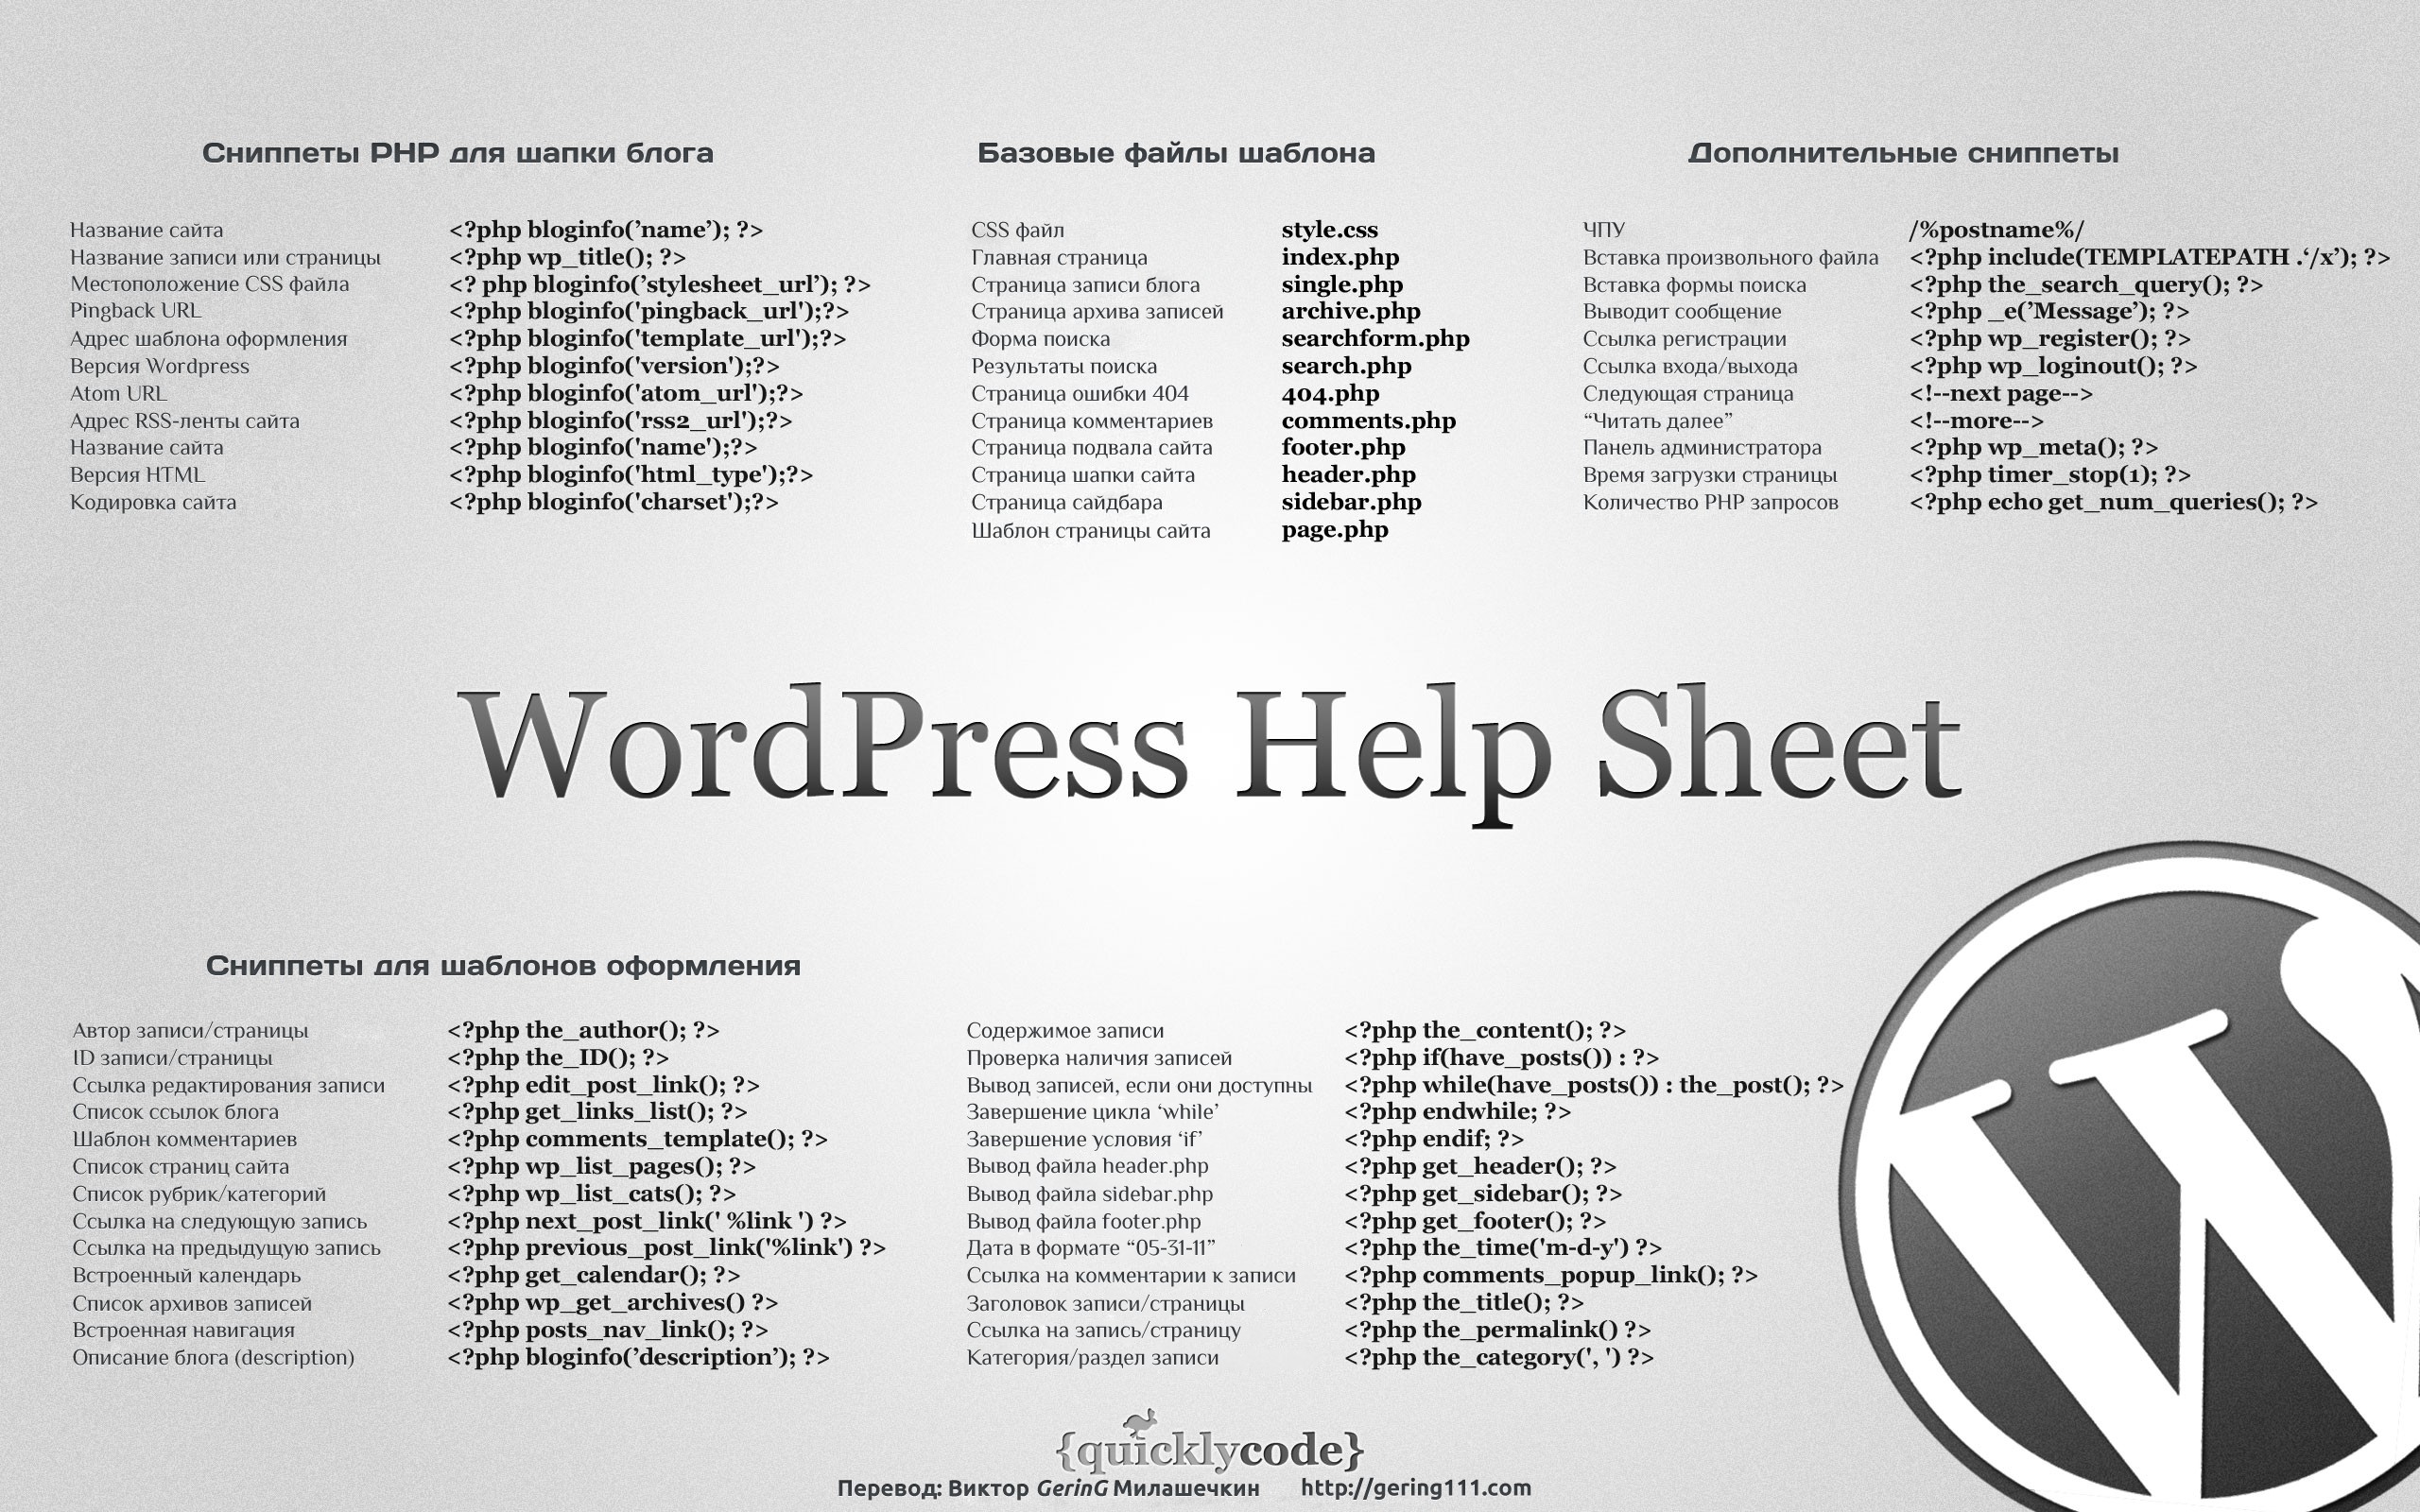 Сниппеты PHP для шапки блога
Название сайта <?php bloginfo(’name’); ?>
Название записи или страницы <?php wp_title(); ?>
Местоположение CSS файла <? php bloginfo(’stylesheet_url’); ?>
Pingback URL <?php bloginfo('pingback_url');?>
Адрес шаблона оформления <?php bloginfo('template_url');?>
Версия Wordpress <?php bloginfo('version');?>
Atom URL <?php bloginfo('atom_url');?>
Адрес RSS-ленты сайта <?php bloginfo('rss2_url');?>
Название сайта <?php bloginfo('name');?>
Версия HTML <?php bloginfo('html_type');?>
Кодировка сайта <?php bloginfo('charset');?>
Базовые файлы шаблона
CSS файл style.css
Главная страница index.php
Страница записи блога single.php
Страница архива записей archive.php
Форма поиска searchform.php
Результаты поиска search.php
Страница ошибки 404 404.php
Страница комментариев comments.php
Страница подвала сайта footer.php
Страница шапки сайта header.php
Страница сайдбара sidebar.php
Шаблон страницы сайта page.php
Дополнительные сниппеты
ЧПУ /%postname%/
Вставка произвольного файла <?php include(TEMPLATEPATH .‘/x’); ?>
Вставка формы поиска <?php the_search_query(); ?>
Выводит сообщение <?php _e(’Message’); ?>
Ссылка регистрации <?php wp_register(); ?>
Ссылка входа/выхода <?php wp_loginout(); ?>
Следующая страница <!--next page-->
“Читать далее” <!--more-->
Панель администратора <?php wp_meta(); ?>
Время загрузки страницы <?php timer_stop(1); ?>
Количество PHP запросов <?php echo get_num_queries(); ?>
WordPress Help Sheet
Сниппеты для шаблонов оформления
Автор записи/страницы <?php the_author(); ?>
ID записи/страницы <?php the_ID(); ?>
Ссылка редактирования записи <?php edit_post_link(); ?>
Список ссылок блога <?php get_links_list(); ?>
Шаблон комментариев <?php comments_template(); ?>
Список страниц сайта <?php wp_list_pages(); ?>
Список рубрик/категорий <?php wp_list_cats(); ?>
Ссылка на следующую запись <?php next_post_link(' %link ') ?>
Ссылка на предыдущую запись <?php previous_post_link('%link') ?>
Встроенный календарь <?php get_calendar(); ?>
Список архивов записей <?php wp_get_archives() ?>
Встроенная навигация <?php posts_nav_link(); ?>
Описание блога (description) <?php bloginfo(’description’); ?>
Содержимое записи <?php the_content(); ?>
Проверка наличия записей <?php if(have_posts()) : ?>
Вывод записей, если они доступны <?php while(have_posts()) : the_post(); ?>
Завершение цикла ‘while’ <?php endwhile; ?>
Завершение условия ‘if’ <?php endif; ?>
Вывод файла header.php <?php get_header(); ?>
Вывод файла sidebar.php <?php get_sidebar(); ?>
Вывод файла footer.php <?php get_footer(); ?>
Дата в формате “05-31-11” <?php the_time('m-d-y') ?>
Ссылка на комментарии к записи <?php comments_popup_link(); ?>
Заголовок записи/страницы <?php the_title(); ?>
Ссылка на запись/страницу <?php the_permalink() ?>
Категория/раздел записи <?php the_category(', ') ?>
{quicklycode}
Перевод: Виктор GerinG Милашечкин http://gering111.com